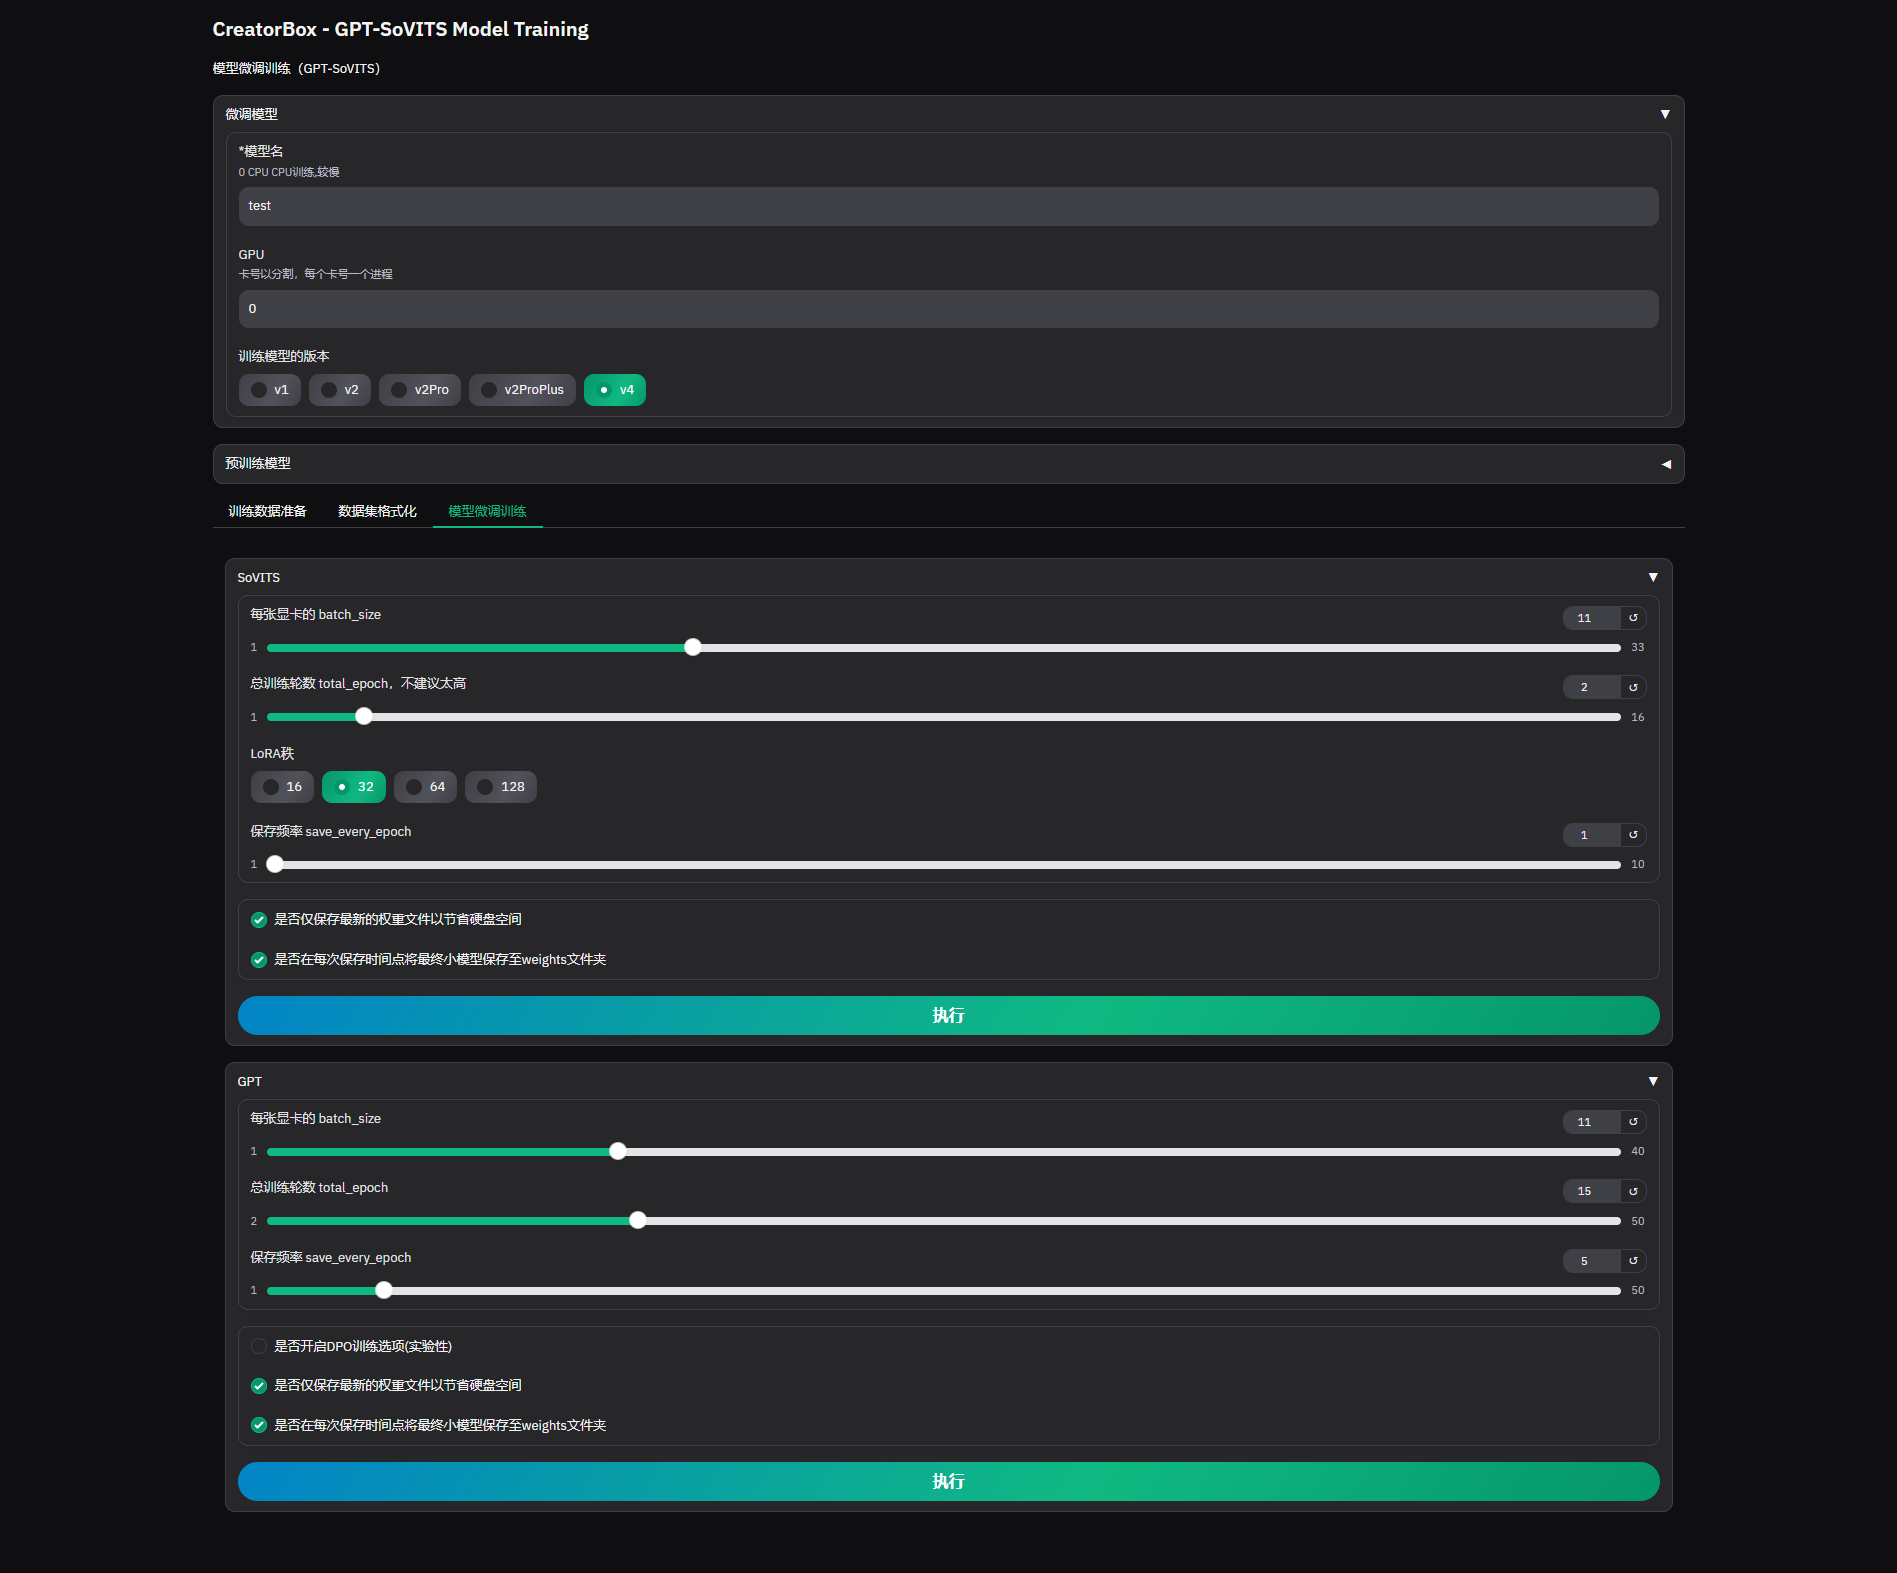 CreatorBox - GPT-SoVITS Model Training
模型微调训练（GPT-SoVITS）
微调模型 ▼
*模型名
0 CPU CPU训练,较慢
test
GPU
卡号以分割，每个卡号一个进程
0
训练模型的版本
v1 v2 v2Pro v2ProPlus v4
预训练模型 ◀
训练数据准备 数据集格式化 模型微调训练
SoVITS ▼
每张显卡的 batch_size 11 ↺
1 33
总训练轮数 total_epoch，不建议太高 2 ↺
1 16
LoRA秩
16 32 64 128
保存频率 save_every_epoch 1 ↺
1 10
是否仅保存最新的权重文件以节省硬盘空间
是否在每次保存时间点将最终小模型保存至weights文件夹
执行
GPT ▼
每张显卡的 batch_size 11 ↺
1 40
总训练轮数 total_epoch 15 ↺
2 50
保存频率 save_every_epoch 5 ↺
1 50
是否开启DPO训练选项(实验性)
是否仅保存最新的权重文件以节省硬盘空间
是否在每次保存时间点将最终小模型保存至weights文件夹
执行